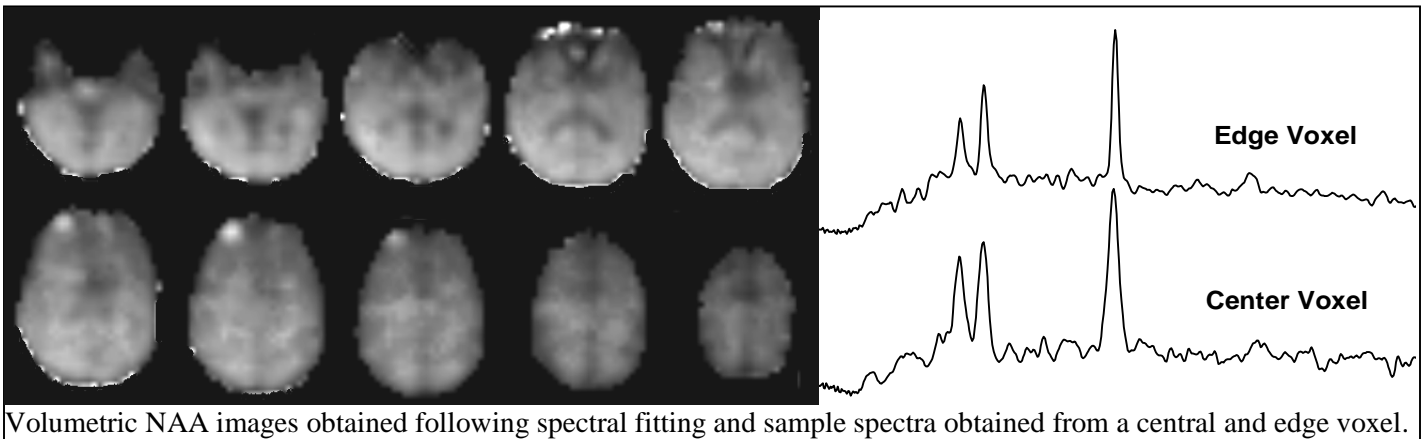 Edge Voxel
Center Voxel
Volumetric NAA images obtained following spectral fitting and sample spectra obtained from a central and edge voxel.